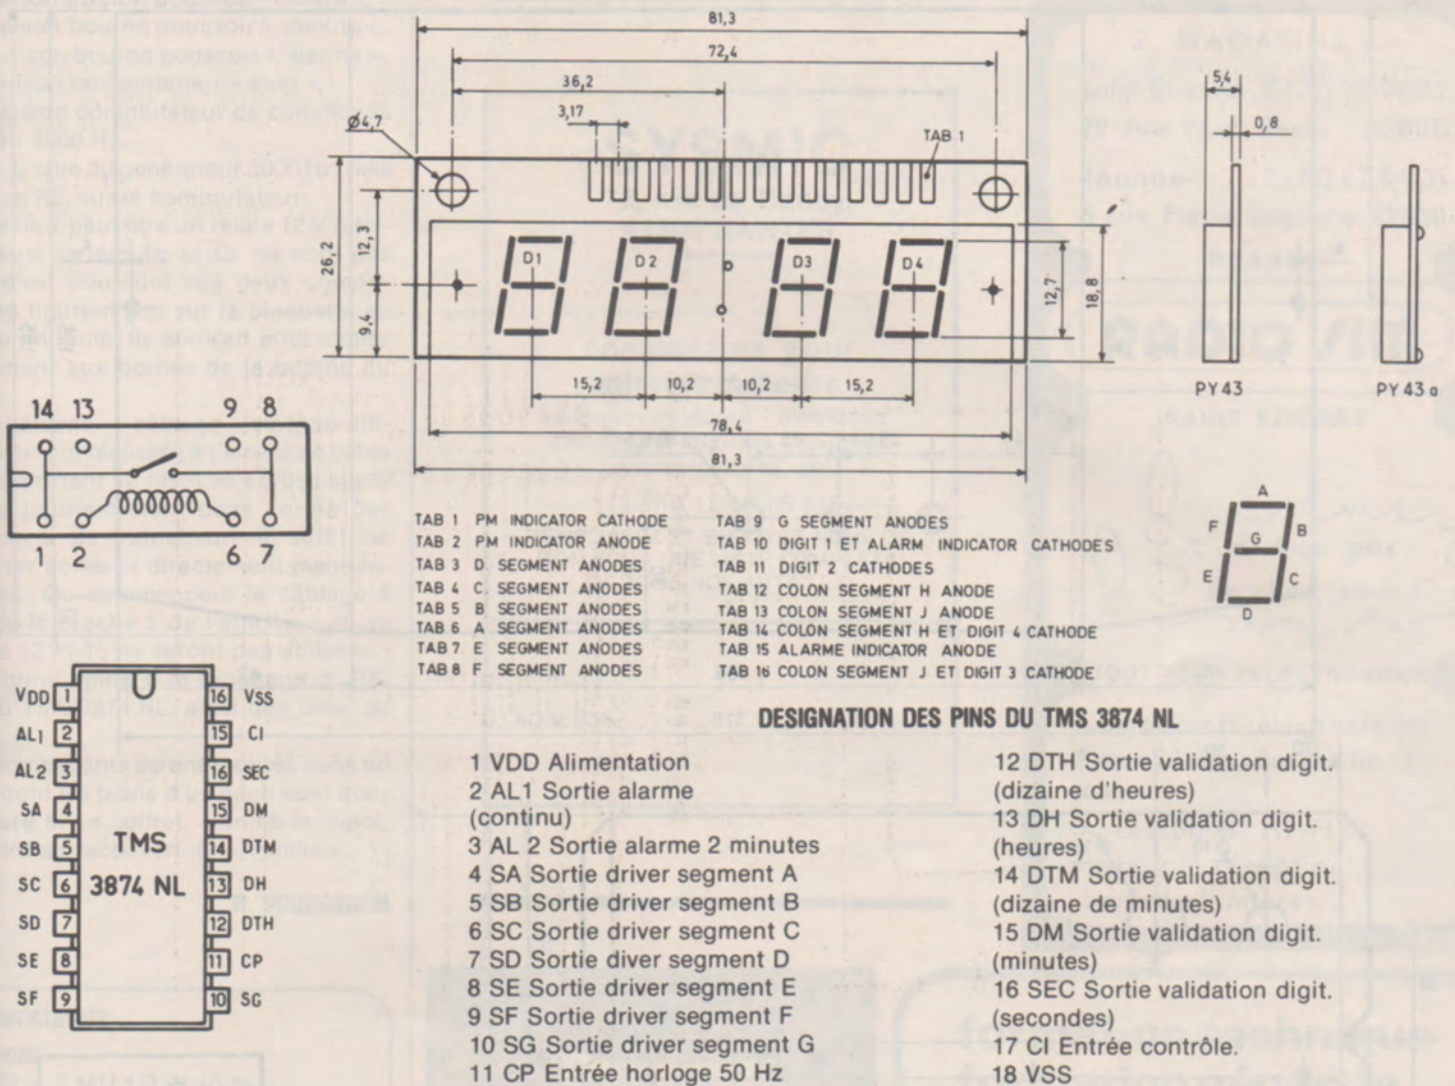 81,3
72,4
36,2
3,17
Ø4,7
TAB 1
26,2
12,3
9,4
D1
D2
D3
D4
12,7
18,8
15,2
10,2
10,2
15,2
78,4
81,3
5,4
0,8
PY 43
PY 43 a
14 13 9 8
1 2 6 7
TAB 1 PM INDICATOR CATHODE
TAB 2 PM INDICATOR ANODE
TAB 3 D SEGMENT ANODES
TAB 4 C SEGMENT ANODES
TAB 5 B SEGMENT ANODES
TAB 6 A SEGMENT ANODES
TAB 7 E SEGMENT ANODES
TAB 8 F SEGMENT ANODES
TAB 9 G SEGMENT ANODES
TAB 10 DIGIT 1 ET ALARM INDICATOR CATHODES
TAB 11 DIGIT 2 CATHODES
TAB 12 COLON SEGMENT H ANODE
TAB 13 COLON SEGMENT J ANODE
TAB 14 COLON SEGMENT H ET DIGIT 4 CATHODE
TAB 15 ALARME INDICATOR ANODE
TAB 16 COLON SEGMENT J ET DIGIT 3 CATHODE
A
F
B
G
E
C
D
VDD 1 16 VSS
AL1 2 15 CI
AL2 3 16 SEC
SA 4 15 DM
SB 5 14 DTM
SC 6 13 DH
SD 7 12 DTH
SE 8 11 CP
SF 9 10 SG
TMS
3874 NL
DESIGNATION DES PINS DU TMS 3874 NL
1 VDD Alimentation
2 AL1 Sortie alarme
(continu)
3 AL 2 Sortie alarme 2 minutes
4 SA Sortie driver segment A
5 SB Sortie driver segment B
6 SC Sortie driver segment C
7 SD Sortie diver segment D
8 SE Sortie driver segment E
9 SF Sortie driver segment F
10 SG Sortie driver segment G
11 CP Entrée horloge 50 Hz
12 DTH Sortie validation digit.
(dizaine d'heures)
13 DH Sortie validation digit.
(heures)
14 DTM Sortie validation digit.
(dizaine de minutes)
15 DM Sortie validation digit.
(minutes)
16 SEC Sortie validation digit.
(secondes)
17 CI Entrée contrôle.
18 VSS